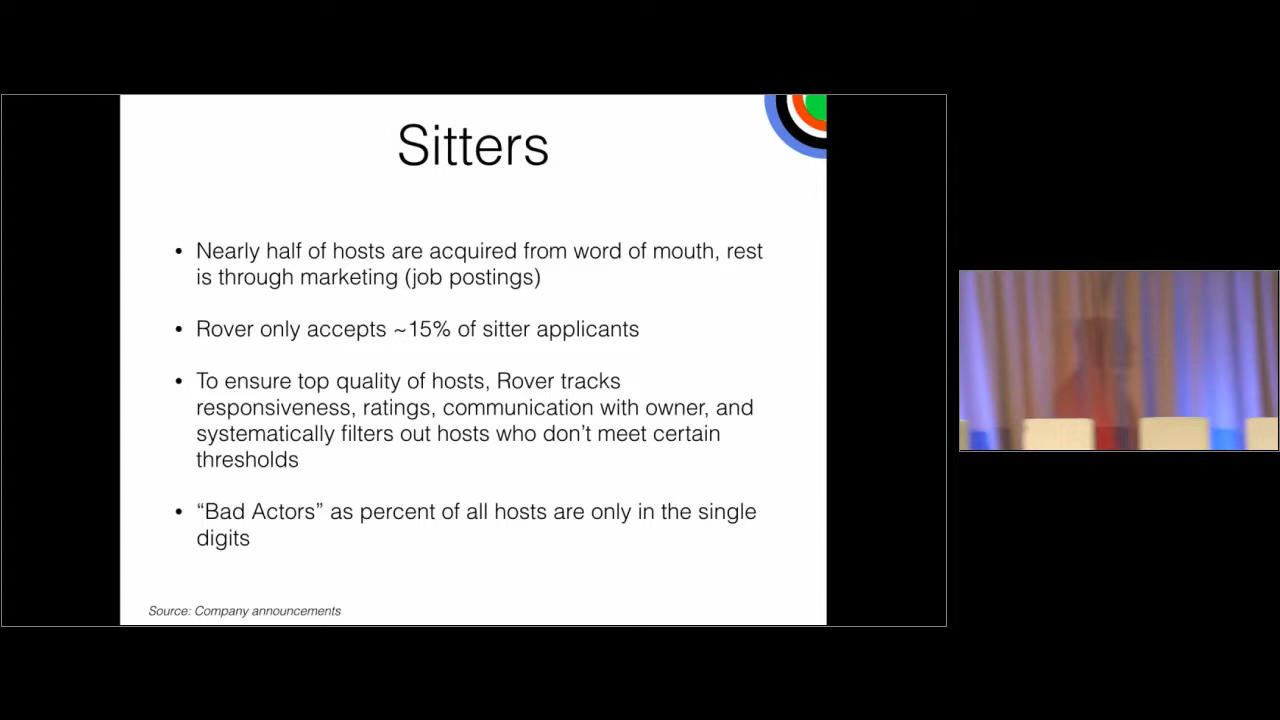 Sitters
• Nearly half of hosts are acquired from word of mouth, rest
is through marketing (job postings)
• Rover only accepts ~15% of sitter applicants
• To ensure top quality of hosts, Rover tracks
responsiveness, ratings, communication with owner, and
systematically filters out hosts who don’t meet certain
thresholds
• “Bad Actors” as percent of all hosts are only in the single
digits
Source: Company announcements